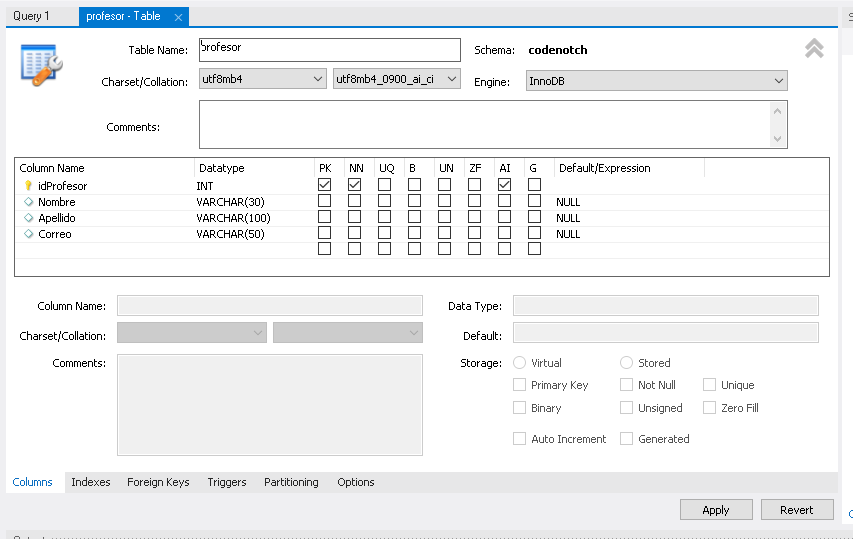 Query 1 profesor - Table
Table Name: profesor Schema: codenotch
Charset/Collation: utf8mb4 utf8mb4_0900_ai_ci Engine: InnoDB
Comments:
Column Name Datatype PK NN UQ B UN ZF AI G Default/Expression
idProfesor INT
Nombre VARCHAR(30) NULL
Apellido VARCHAR(100) NULL
Correo VARCHAR(50) NULL
Column Name: Data Type:
Charset/Collation: Default:
Comments: Storage: Virtual Stored
Primary Key Not Null Unique
Binary Unsigned Zero Fill
Auto Increment Generated
Columns Indexes Foreign Keys Triggers Partitioning Options
Apply Revert